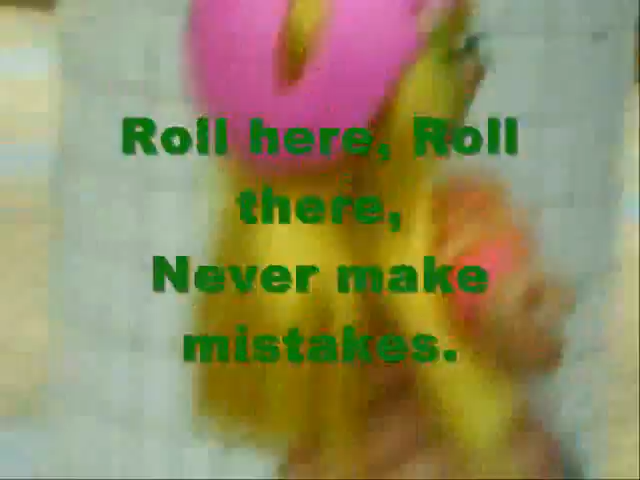 Roll here, Roll
there,
Never make
mistakes.